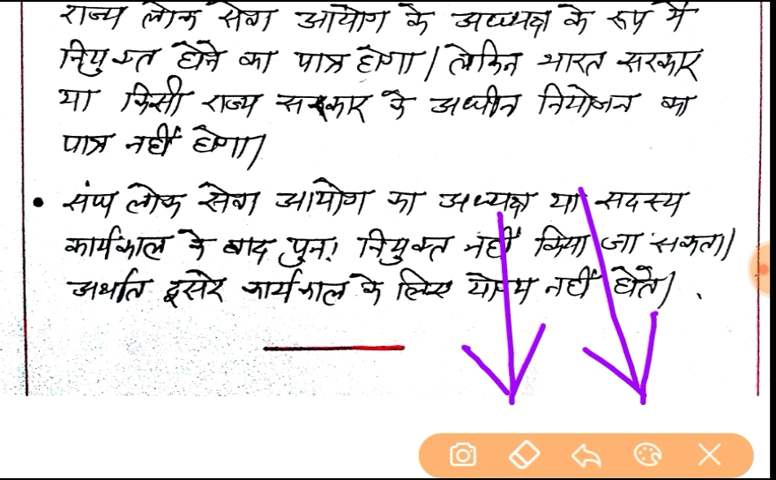 राज्य लोक सेवा आयोग के अध्यक्ष के रूप में
नियुक्त होने का पात्र होगा। लेकिन भारत सरकार
या किसी राज्य सरकार के अधीन नियोजन का
पात्र नहीं होगा।
• संघ लोक सेवा आयोग का अध्यक्ष या सदस्य
कार्यकाल के बाद पुनः नियुक्त नहीं किया जा सकता।
अर्थात दूसरे कार्यकाल के लिए योग्य नहीं होते।